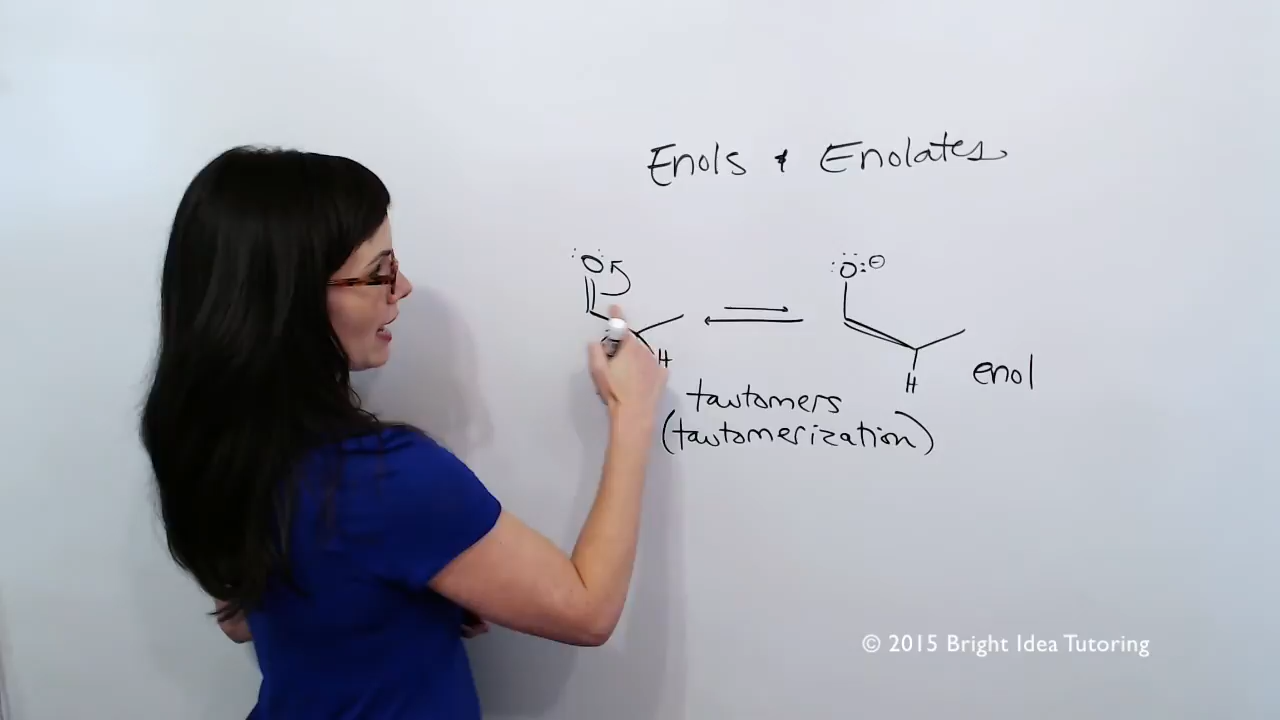 Enols & Enolates
:O:
H
:O:⊖
H
enol
tautomers
(tautomerization)
© 2015 Bright Idea Tutoring